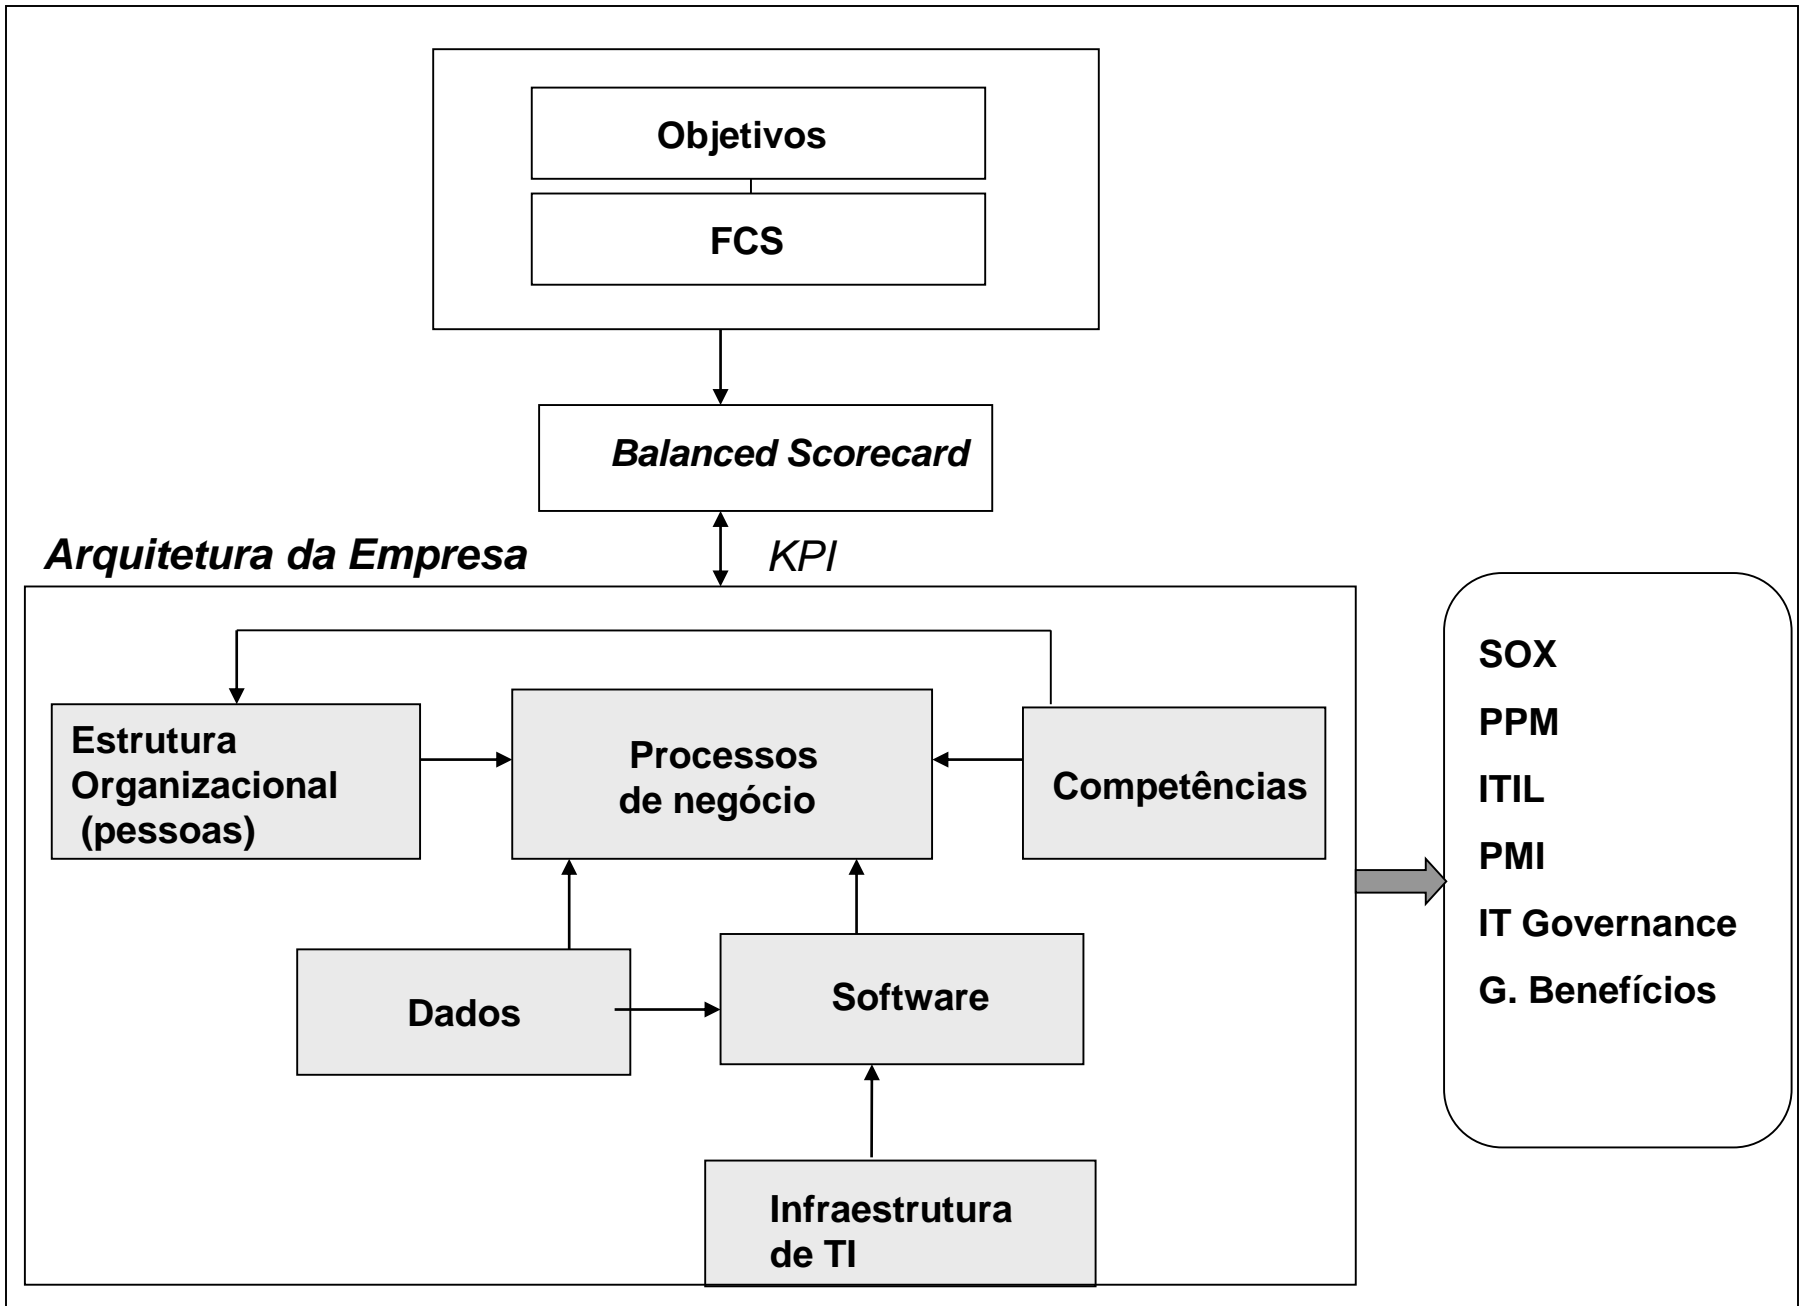 Objetivos
FCS
Balanced Scorecard
Arquitetura da Empresa
KPI
Estrutura
Organizacional
(pessoas)
Processos
de negócio
Competências
Dados
Software
Infraestrutura
de TI
SOX
PPM
ITIL
PMI
IT Governance
G. Benefícios